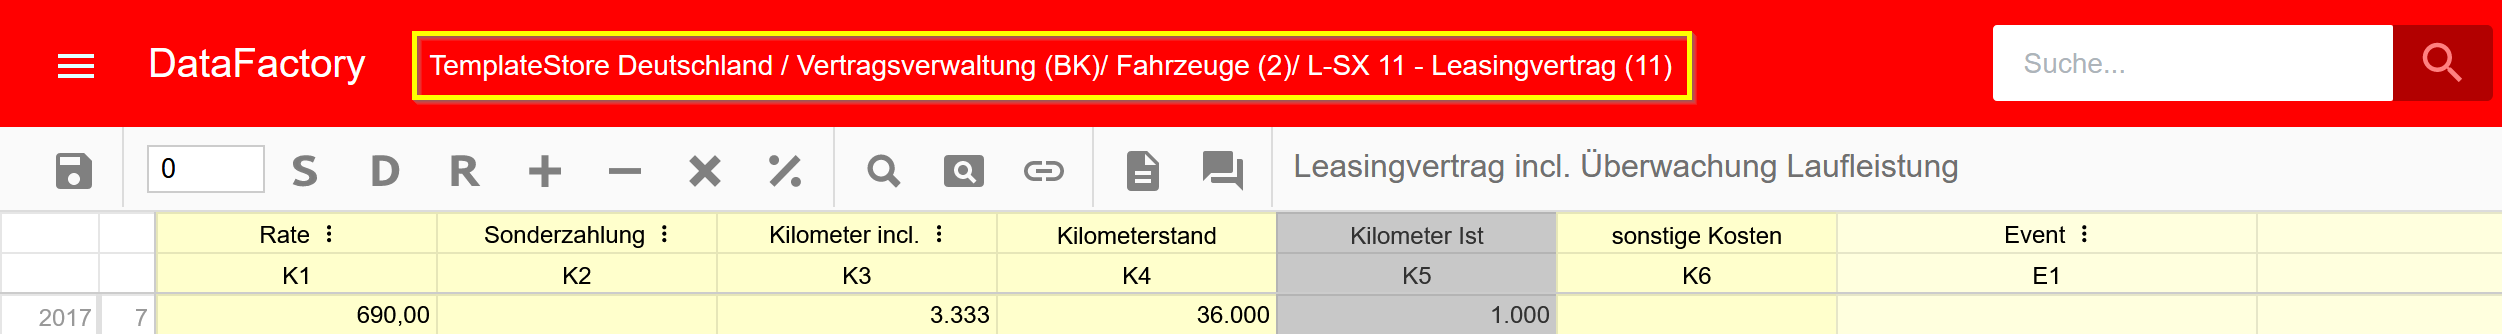 DataFactory TemplateStore Deutschland / Vertragsverwaltung (BK)/ Fahrzeuge (2)/ L-SX 11 - Leasingvertrag (11) Suche...
0 S D R Leasingvertrag incl. Überwachung Laufleistung
Rate Sonderzahlung Kilometer incl. Kilometerstand Kilometer Ist sonstige Kosten Event
K1 K2 K3 K4 K5 K6 E1
2017 7 690,00 3.333 36.000 1.000